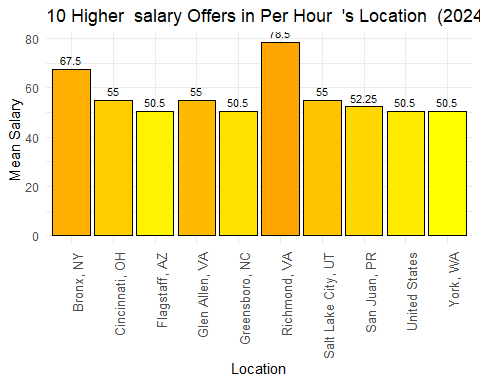 10 Higher  salary Offers in Per Hour  's Location  (2024
Mean Salary
80
60
40
20
0
67.5
55
50.5
55
50.5
78.5
55
52.25
50.5
50.5
Bronx, NY
Cincinnati, OH
Flagstaff, AZ
Glen Allen, VA
Greensboro, NC
Richmond, VA
Salt Lake City, UT
San Juan, PR
United States
York, WA
Location